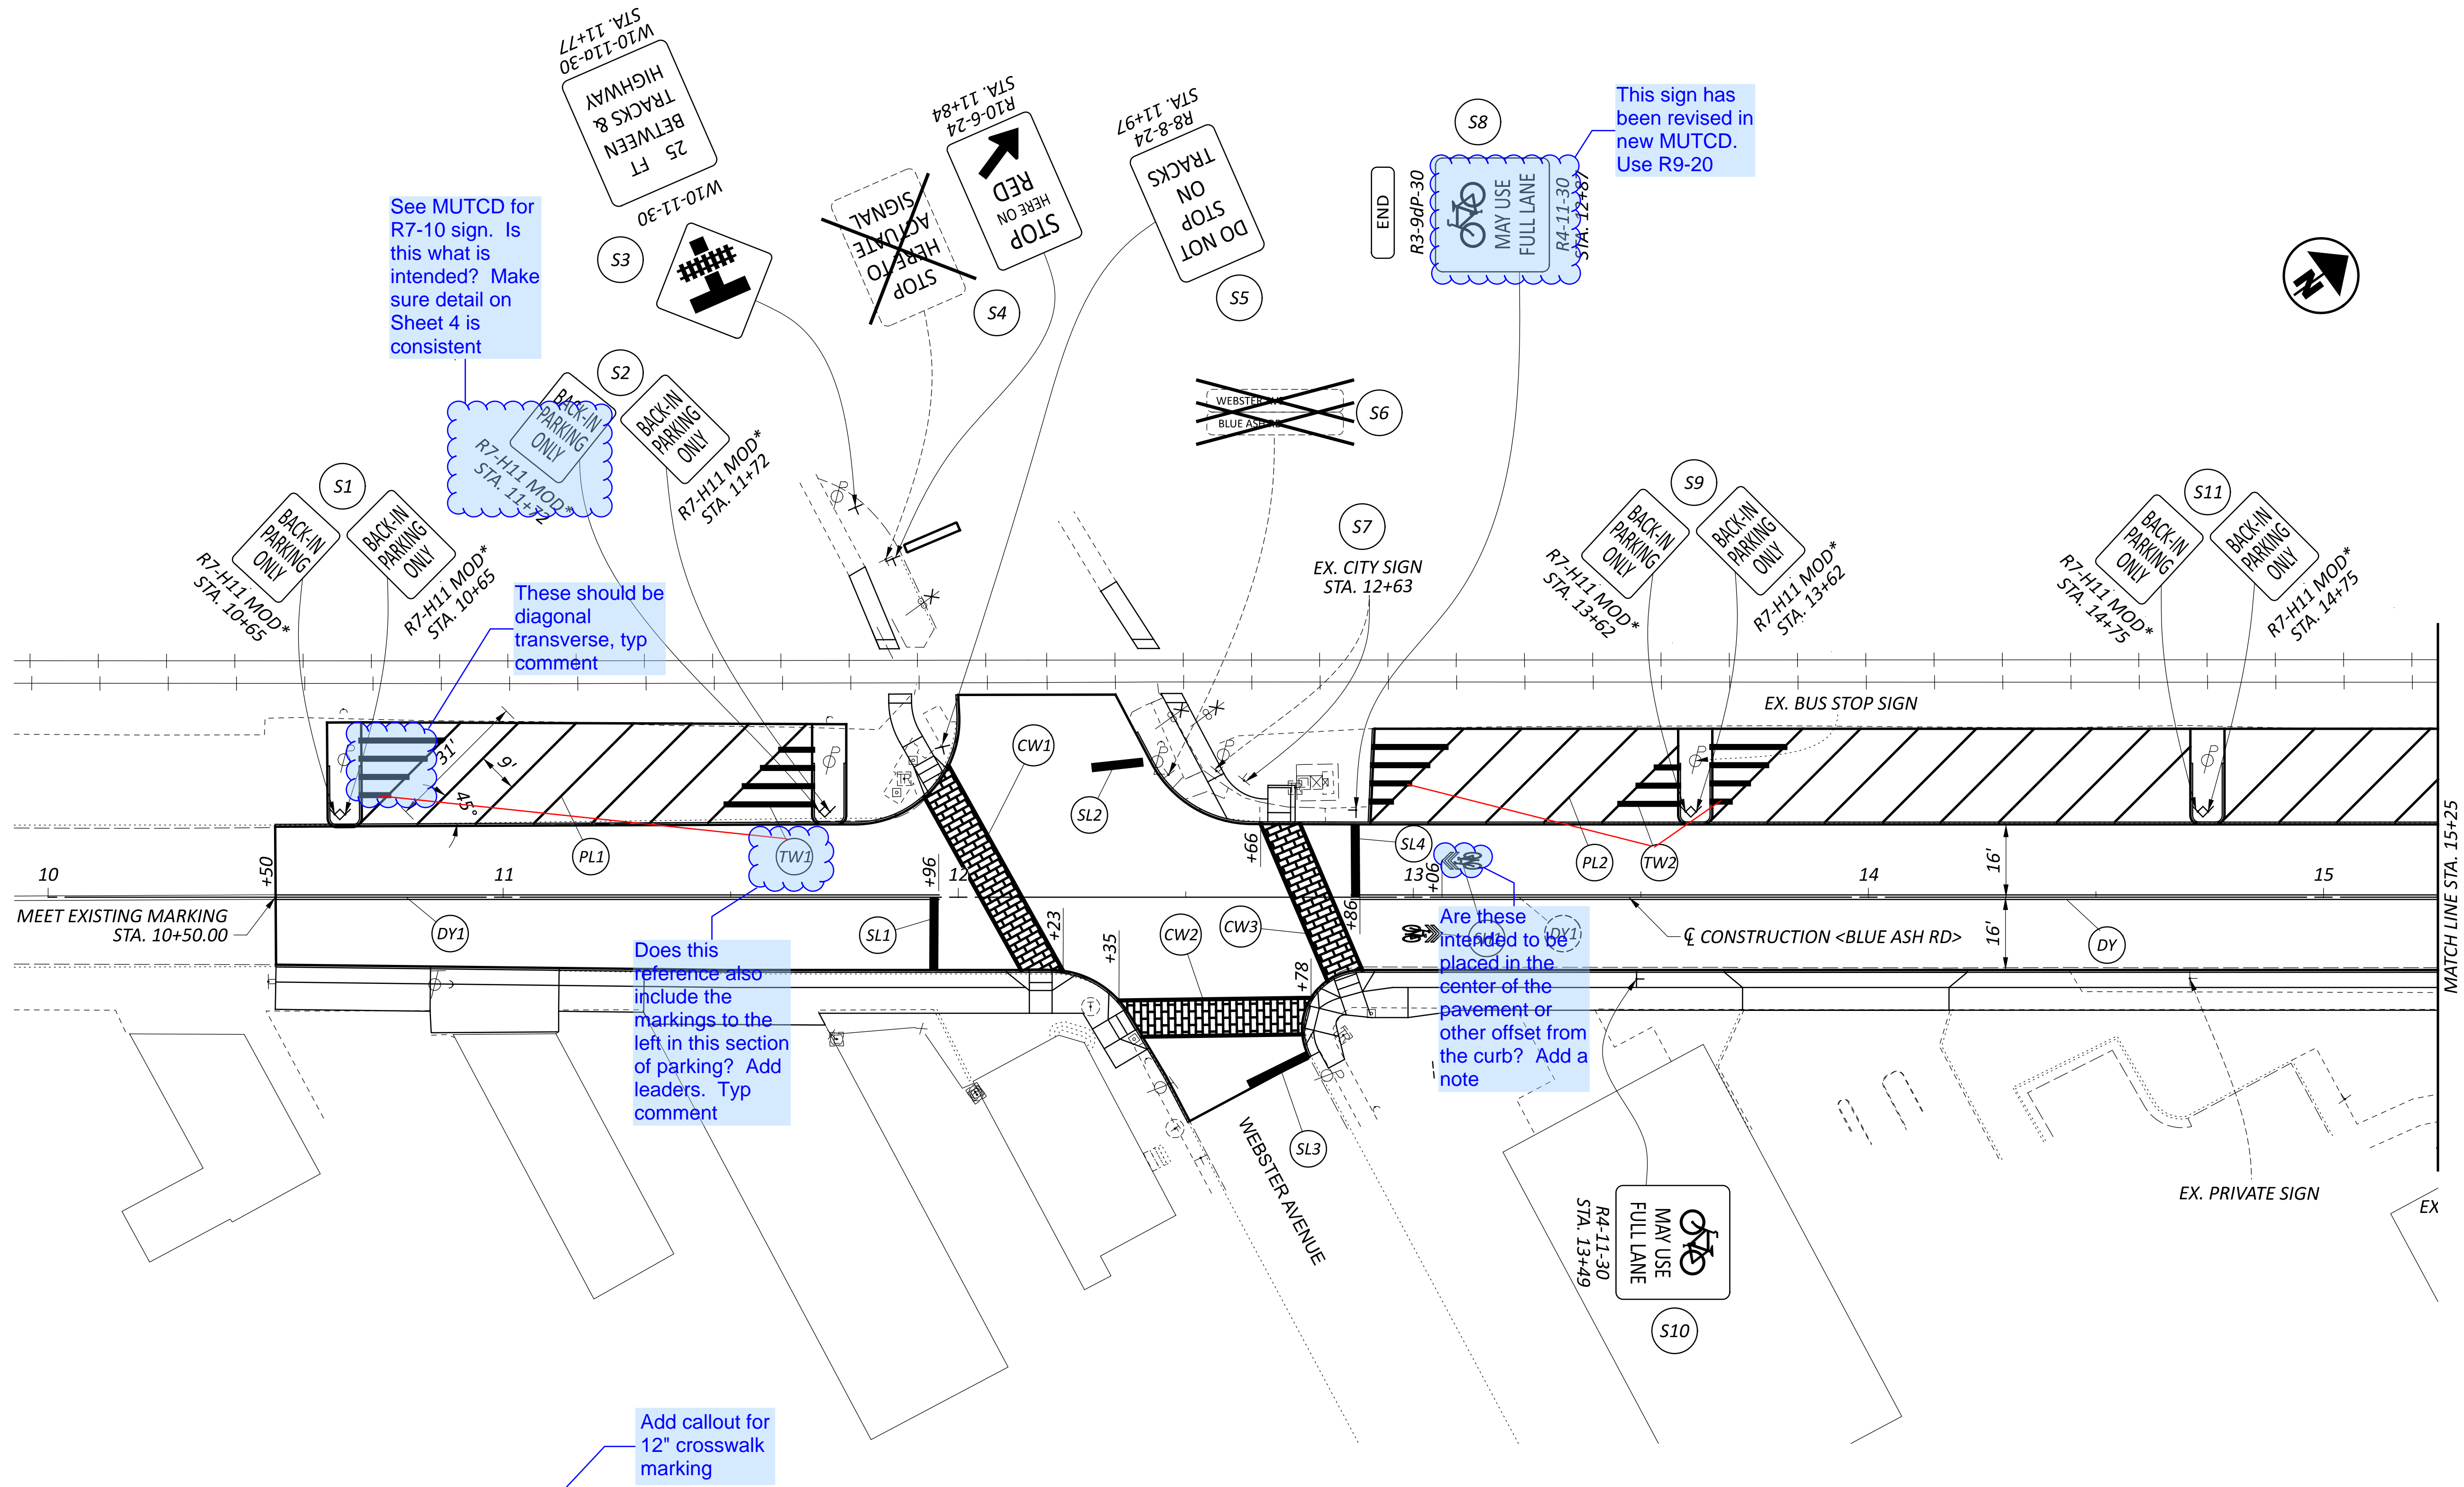 W10-11a-30
STA. 11+77
25 FT
BETWEEN
TRACKS &
HIGHWAY
W10-11-30
S3
STOP
HERE TO
ACTUATE
SIGNAL
S4
R10-6-24
STA. 11+84
STOP
HERE ON
RED
R8-8-24
STA. 11+97
DO NOT
STOP
ON
TRACKS
S5
S8
END
R3-9dP-30
MAY USE
FULL LANE
R4-11-30
STA. 12+87
This sign has
been revised in
new MUTCD.
Use R9-20
N
See MUTCD for
R7-10 sign. Is
this what is
intended? Make
sure detail on
Sheet 4 is
consistent
S1
BACK-IN
PARKING
ONLY
R7-H11 MOD*
STA. 10+65
BACK-IN
PARKING
ONLY
R7-H11 MOD*
STA. 10+65
S2
BACK-IN
PARKING
ONLY
R7-H11 MOD*
STA. 11+72
BACK-IN
PARKING
ONLY
R7-H11 MOD*
STA. 11+72
WEBSTER AVE
BLUE ASH RD
S6
S7
EX. CITY SIGN
STA. 12+63
S9
BACK-IN
PARKING
ONLY
R7-H11 MOD*
STA. 13+62
BACK-IN
PARKING
ONLY
R7-H11 MOD*
STA. 13+62
S11
BACK-IN
PARKING
ONLY
R7-H11 MOD*
STA. 14+75
BACK-IN
PARKING
ONLY
R7-H11 MOD*
STA. 14+75
These should be
diagonal
transverse, typ
comment
EX. BUS STOP SIGN
31'
9'
45°
CW1
SL2
PL1
TW1
SL4
PL2
TW2
16'
16'
+50
+96
+66
+06
10
11
12
13
14
15
MEET EXISTING MARKING
STA. 10+50.00
DY1
SL1
+23
+35
CW2
CW3
+78
+86
SH1
DY1
℄ CONSTRUCTION <BLUE ASH RD>
DY
MATCH LINE STA. 15+25
Does this
reference also
include the
markings to the
left in this section
of parking? Add
leaders. Typ
comment
Are these
intended to be
placed in the
center of the
pavement or
other offset from
the curb? Add a
note
WEBSTER AVENUE
SL3
R4-11-30
STA. 13+49
MAY USE
FULL LANE
S10
EX. PRIVATE SIGN
EX
Add callout for
12" crosswalk
marking